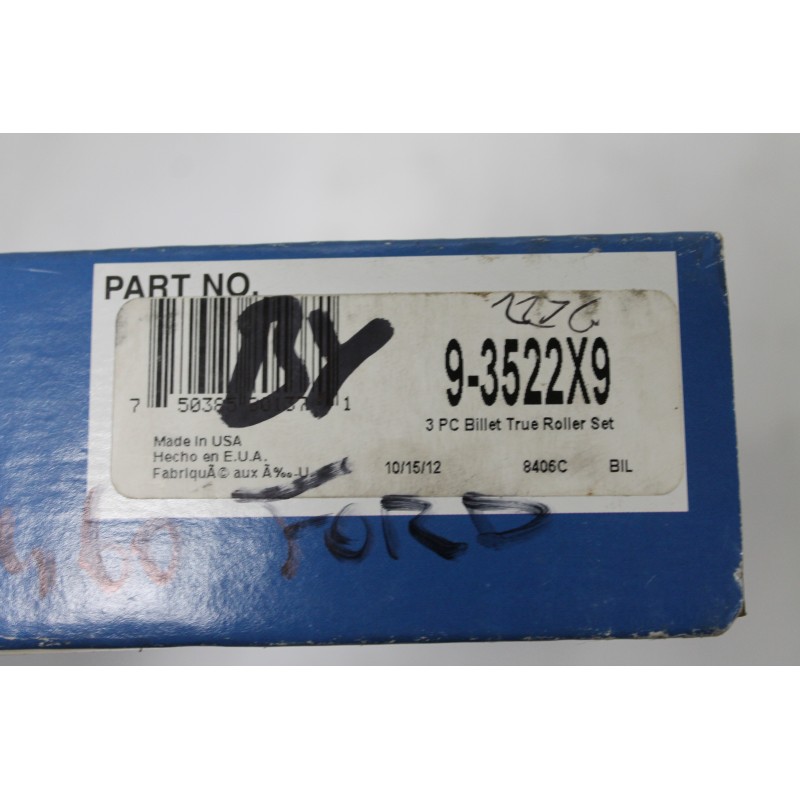 PART NO.
BY
9-3522X9
3 PC Billet True Roller Set
Made in USA
Hecho en E.U.A.
FabriquÃ© aux Ã‰-U.
10/15/12 8406C BIL
FORD